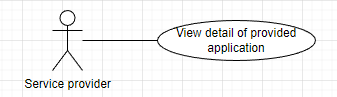 View detail of provided
application
Service provider